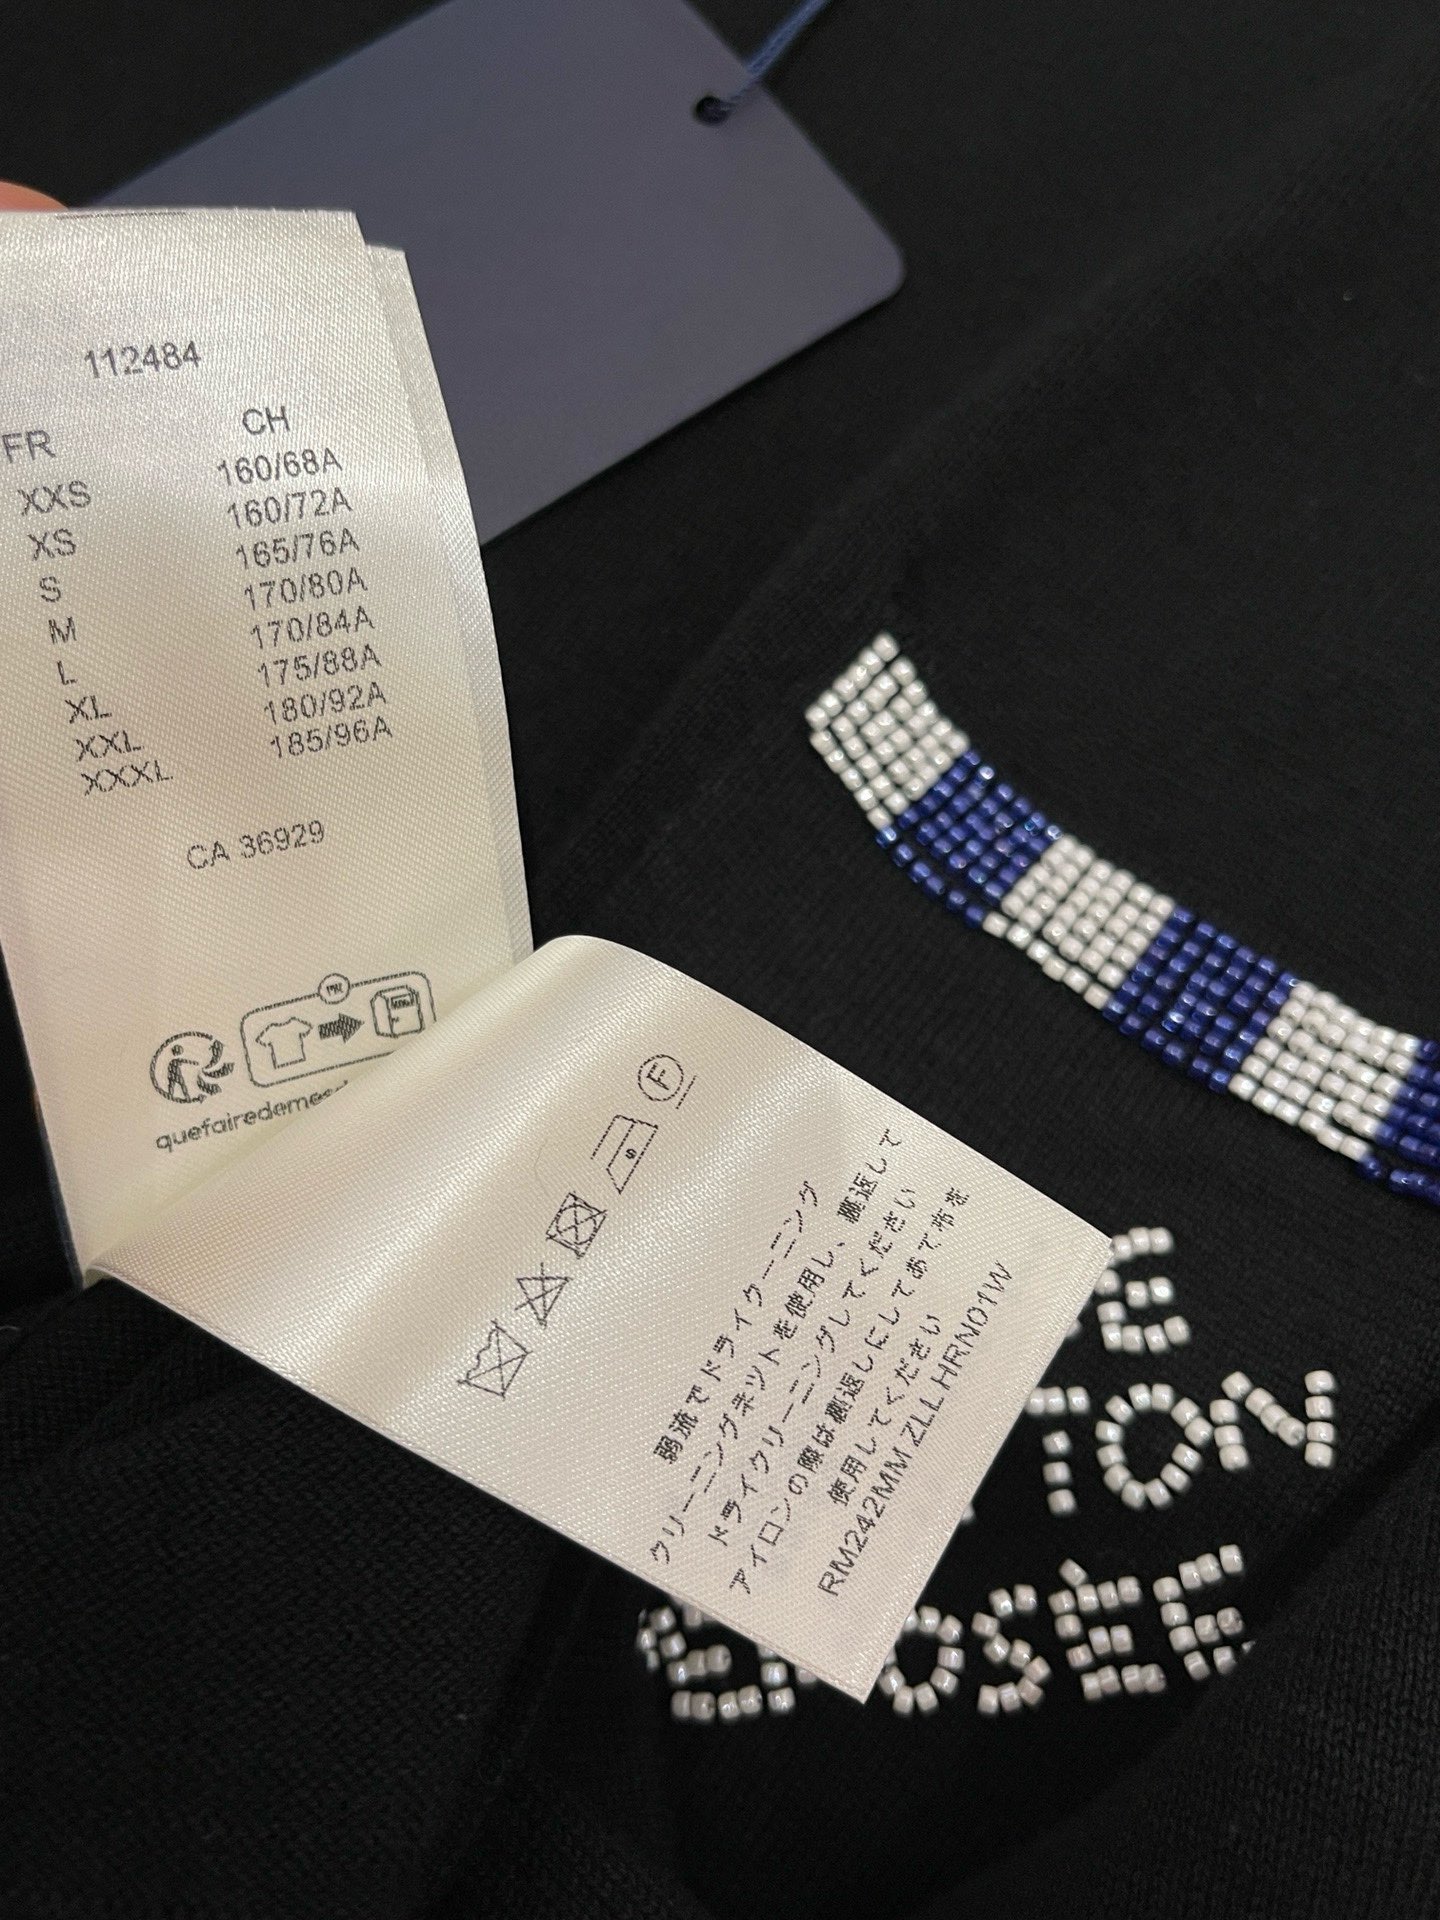 112484
FR CH
XXS 160/68A
XS 160/72A
S 165/76A
M 170/80A
L 170/84A
XL 175/88A
XXL 180/92A
XXXL 185/96A
CA 36929
FR
quefairedemes
F
弱流でドライクリーニング
クリーニングネットを使用し、裏返して
ドライクリーニングしてください
アイロンの際は裏返しにしてあて布を
使用してください
RM242MM ZLL HRN01W
E
TON